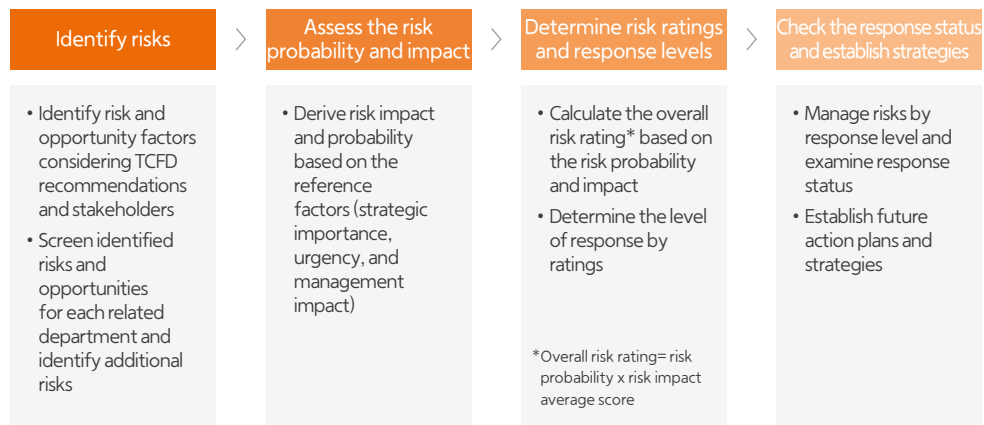 Identify risks
• Identify risk and
opportunity factors
considering TCFD
recommendations
and stakeholders
• Screen identified
risks and
opportunities
for each related
department and
identify additional
risks
Assess the risk
probability and impact
• Derive risk impact
and probability
based on the
reference
factors (strategic
importance,
urgency, and
management
impact)
Determine risk ratings
and response levels
• Calculate the overall
risk rating* based on
the risk probability
and impact
• Determine the level
of response by
ratings
*Overall risk rating= risk
probability x risk impact
average score
Check the response status
and establish strategies
• Manage risks by
response level and
examine response
status
• Establish future
action plans and
strategies